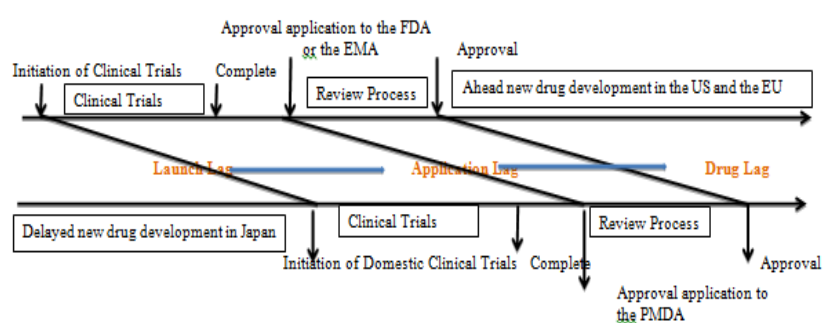 Approval application to the FDA
or the EMA
Approval
Initiation of Clinical Trials
Complete
Clinical Trials
Review Process
Ahead new drug development in the US and the EU
Launch Lag
Application Lag
Drug Lag
Delayed new drug development in Japan
Clinical Trials
Review Process
Initiation of Domestic Clinical Trials
Complete
Approval
Approval application to
the PMDA